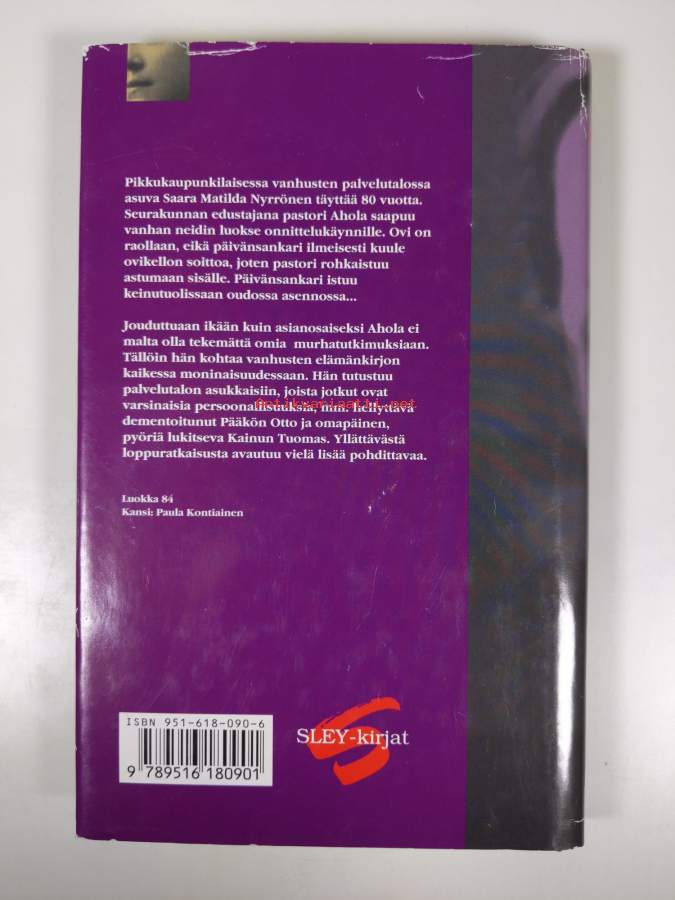 Pikkukaupunkilaisessa vanhusten palvelutalossa
asuva Saara Matilda Nyrrönen täyttää 80 vuotta.
Seurakunnan edustajana pastori Ahola saapuu
vanhan neidin luokse onnittelukäynnille. Ovi on
raollaan, eikä päivänsankari ilmeisesti kuule
ovikellon soittoa, joten pastori rohkaistuu
astumaan sisälle. Päivänsankari istuu
keinutuolissaan oudossa asennossa...
Jouduttuaan ikään kuin asianosaiseksi Ahola ei
malta olla tekemättä omia murhatutkimuksiaan.
Tällöin hän kohtaa vanhusten elämänkirjon
kaikessa moninaisuudessaan. Hän tutustuu
palvelutalon asukkaisiin, joista jotkut ovat
varsinaisia persoonallisuuksia, mm. hellyttävä
Antikvariaatti.net
dementoitunut Pääkön Otto ja omapäinen,
pyöriä lukitseva Kainun Tuomas. Yllättävästä
loppuratkaisusta avautuu vielä lisää pohdittavaa.
Luokka 84
Kansi: Paula Kontiainen
ISBN 951-618-090-6
9 789516 180901
SLEY-kirjat